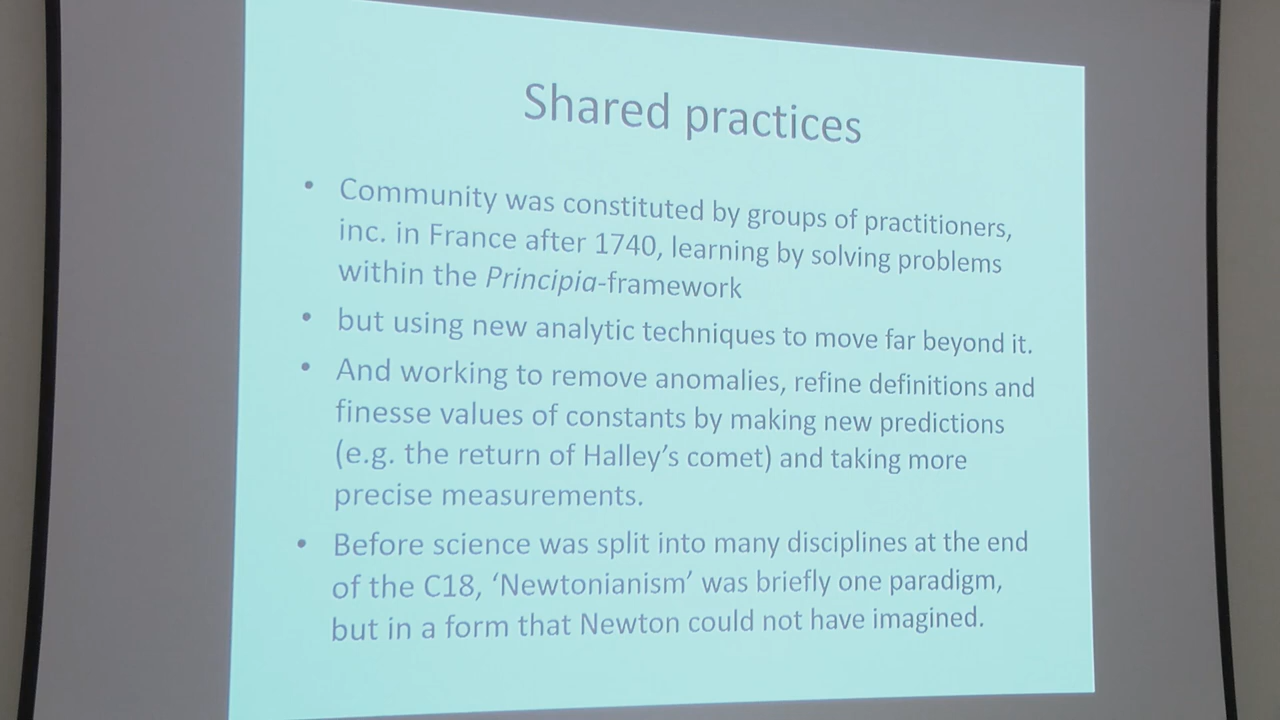 Shared practices
• Community was constituted by groups of practitioners,
inc. in France after 1740, learning by solving problems
within the Principia-framework
• but using new analytic techniques to move far beyond it.
• And working to remove anomalies, refine definitions and
finesse values of constants by making new predictions
(e.g. the return of Halley’s comet) and taking more
precise measurements.
• Before science was split into many disciplines at the end
of the C18, ‘Newtonianism’ was briefly one paradigm,
but in a form that Newton could not have imagined.